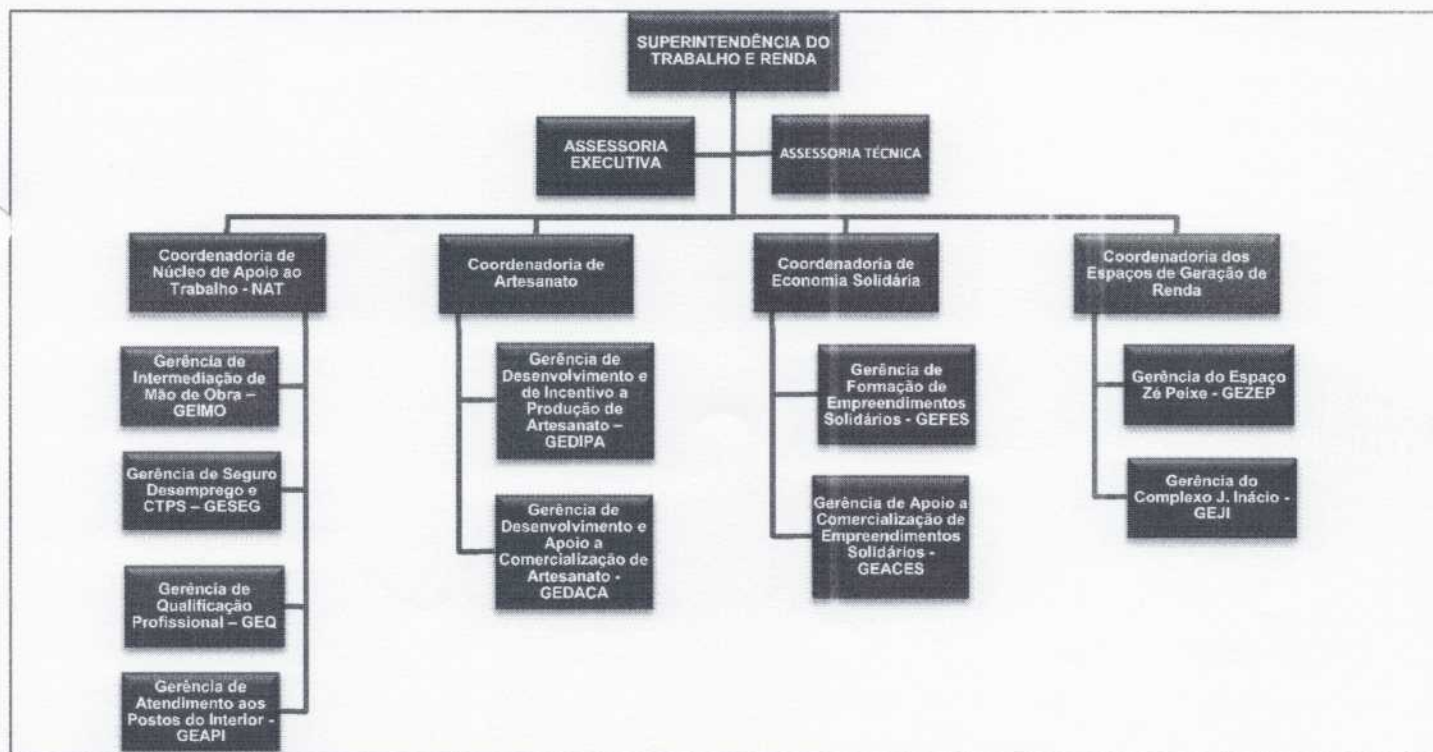 SUPERINTENDÊNCIA DO
TRABALHO E RENDA
ASSESSORIA
EXECUTIVA
ASSESSORIA TÉCNICA
Coordenadoria de
Núcleo de Apoio ao
Trabalho - NAT
Gerência de
Intermediação de
Mão de Obra –
GEIMO
Gerência de Seguro
Desemprego e
CTPS – GESEG
Gerência de
Qualificação
Profissional – GEQ
Gerência de
Atendimento aos
Postos do Interior -
GEAPI
Coordenadoria de
Artesanato
Gerência de
Desenvolvimento e
de Incentivo a
Produção de
Artesanato –
GEDIPA
Gerência de
Desenvolvimento e
Apoio a
Comercialização de
Artesanato -
GEDACA
Coordenadoria de
Economia Solidária
Gerência de
Formação de
Empreendimentos
Solidários - GEFES
Gerência de Apoio a
Comercialização de
Empreendimentos
Solidários -
GEACES
Coordenadoria dos
Espaços de Geração de
Renda
Gerência do Espaço
Zé Peixe - GEZEP
Gerência do
Complexo J. Inácio -
GEJI